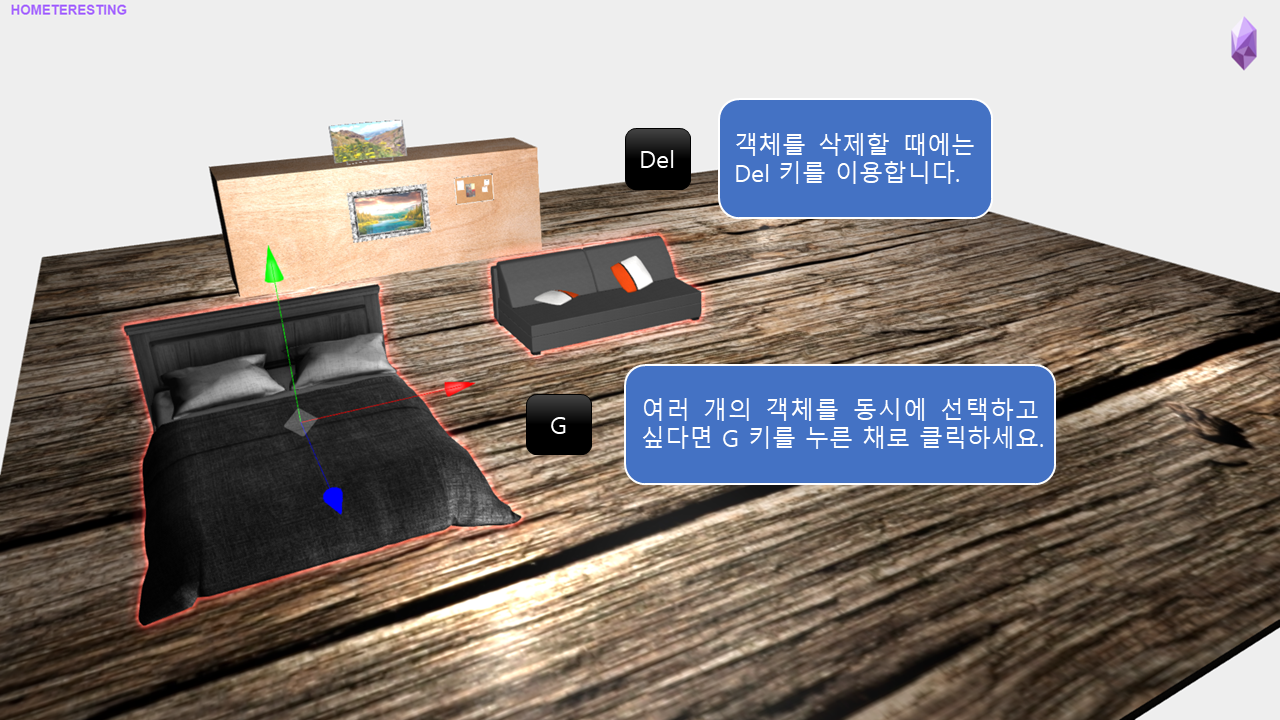 HOMETERESTING
Del
객체를 삭제할 때에는
Del 키를 이용합니다.
G
여러 개의 객체를 동시에 선택하고
싶다면 G 키를 누른 채로 클릭하세요.